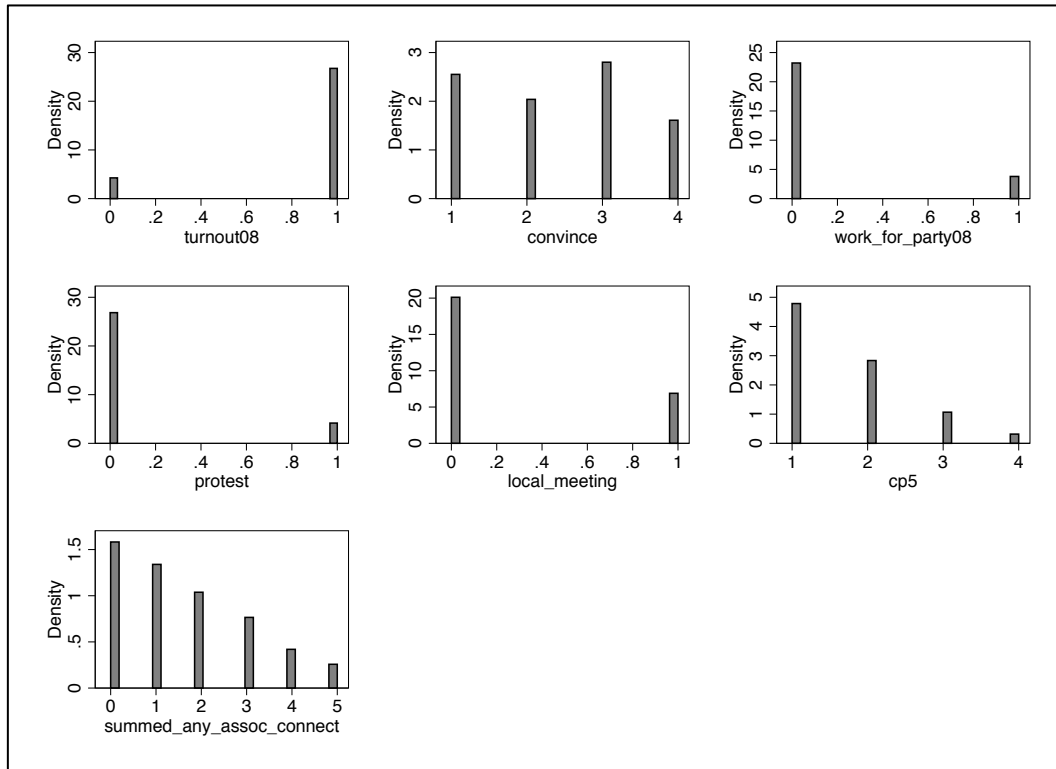 Density
30
20
10
0
0 .2 .4 .6 .8 1
turnout08
Density
3
2
1
0
1 2 3 4
convince
Density
25
20
15
10
5
0
0 .2 .4 .6 .8 1
work_for_party08
Density
30
20
10
0
0 .2 .4 .6 .8 1
protest
Density
20
15
10
5
0
0 .2 .4 .6 .8 1
local_meeting
Density
5
4
3
2
1
0
1 2 3 4
cp5
Density
1.5
1
.5
0
0 1 2 3 4 5
summed_any_assoc_connect